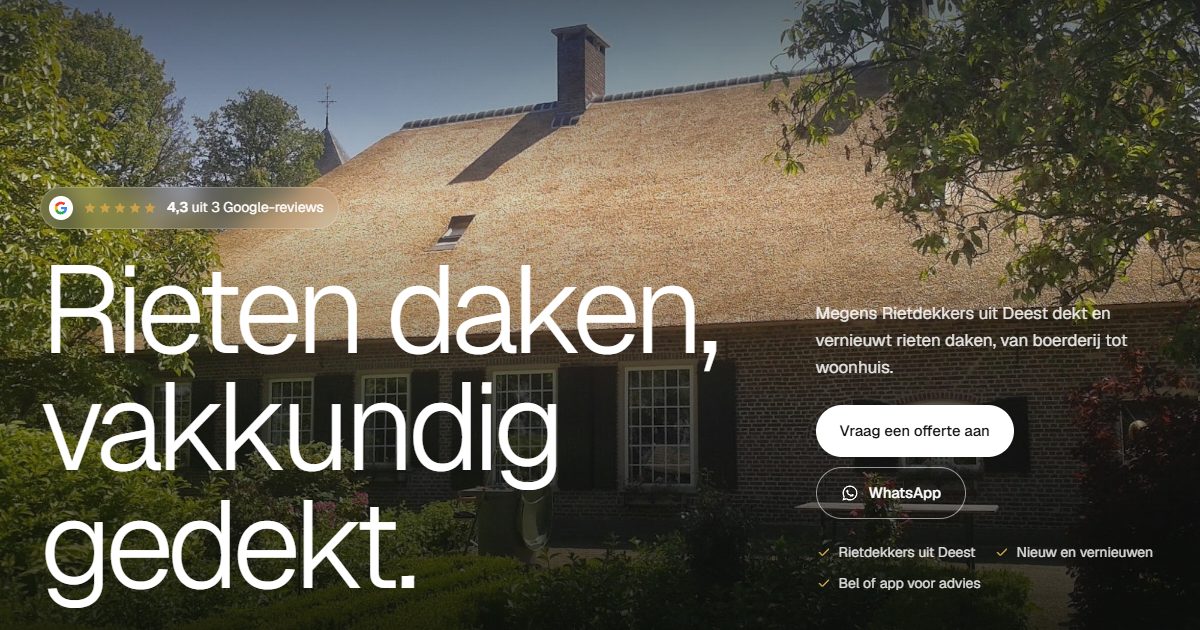 4,3 uit 3 Google-reviews
Rieten daken,
vakkundig
gedekt.
Megens Rietdekkers uit Deest dekt en
vernieuwt rieten daken, van boerderij tot
woonhuis.
Vraag een offerte aan
WhatsApp
Rietdekkers uit Deest
Nieuw en vernieuwen
Bel of app voor advies